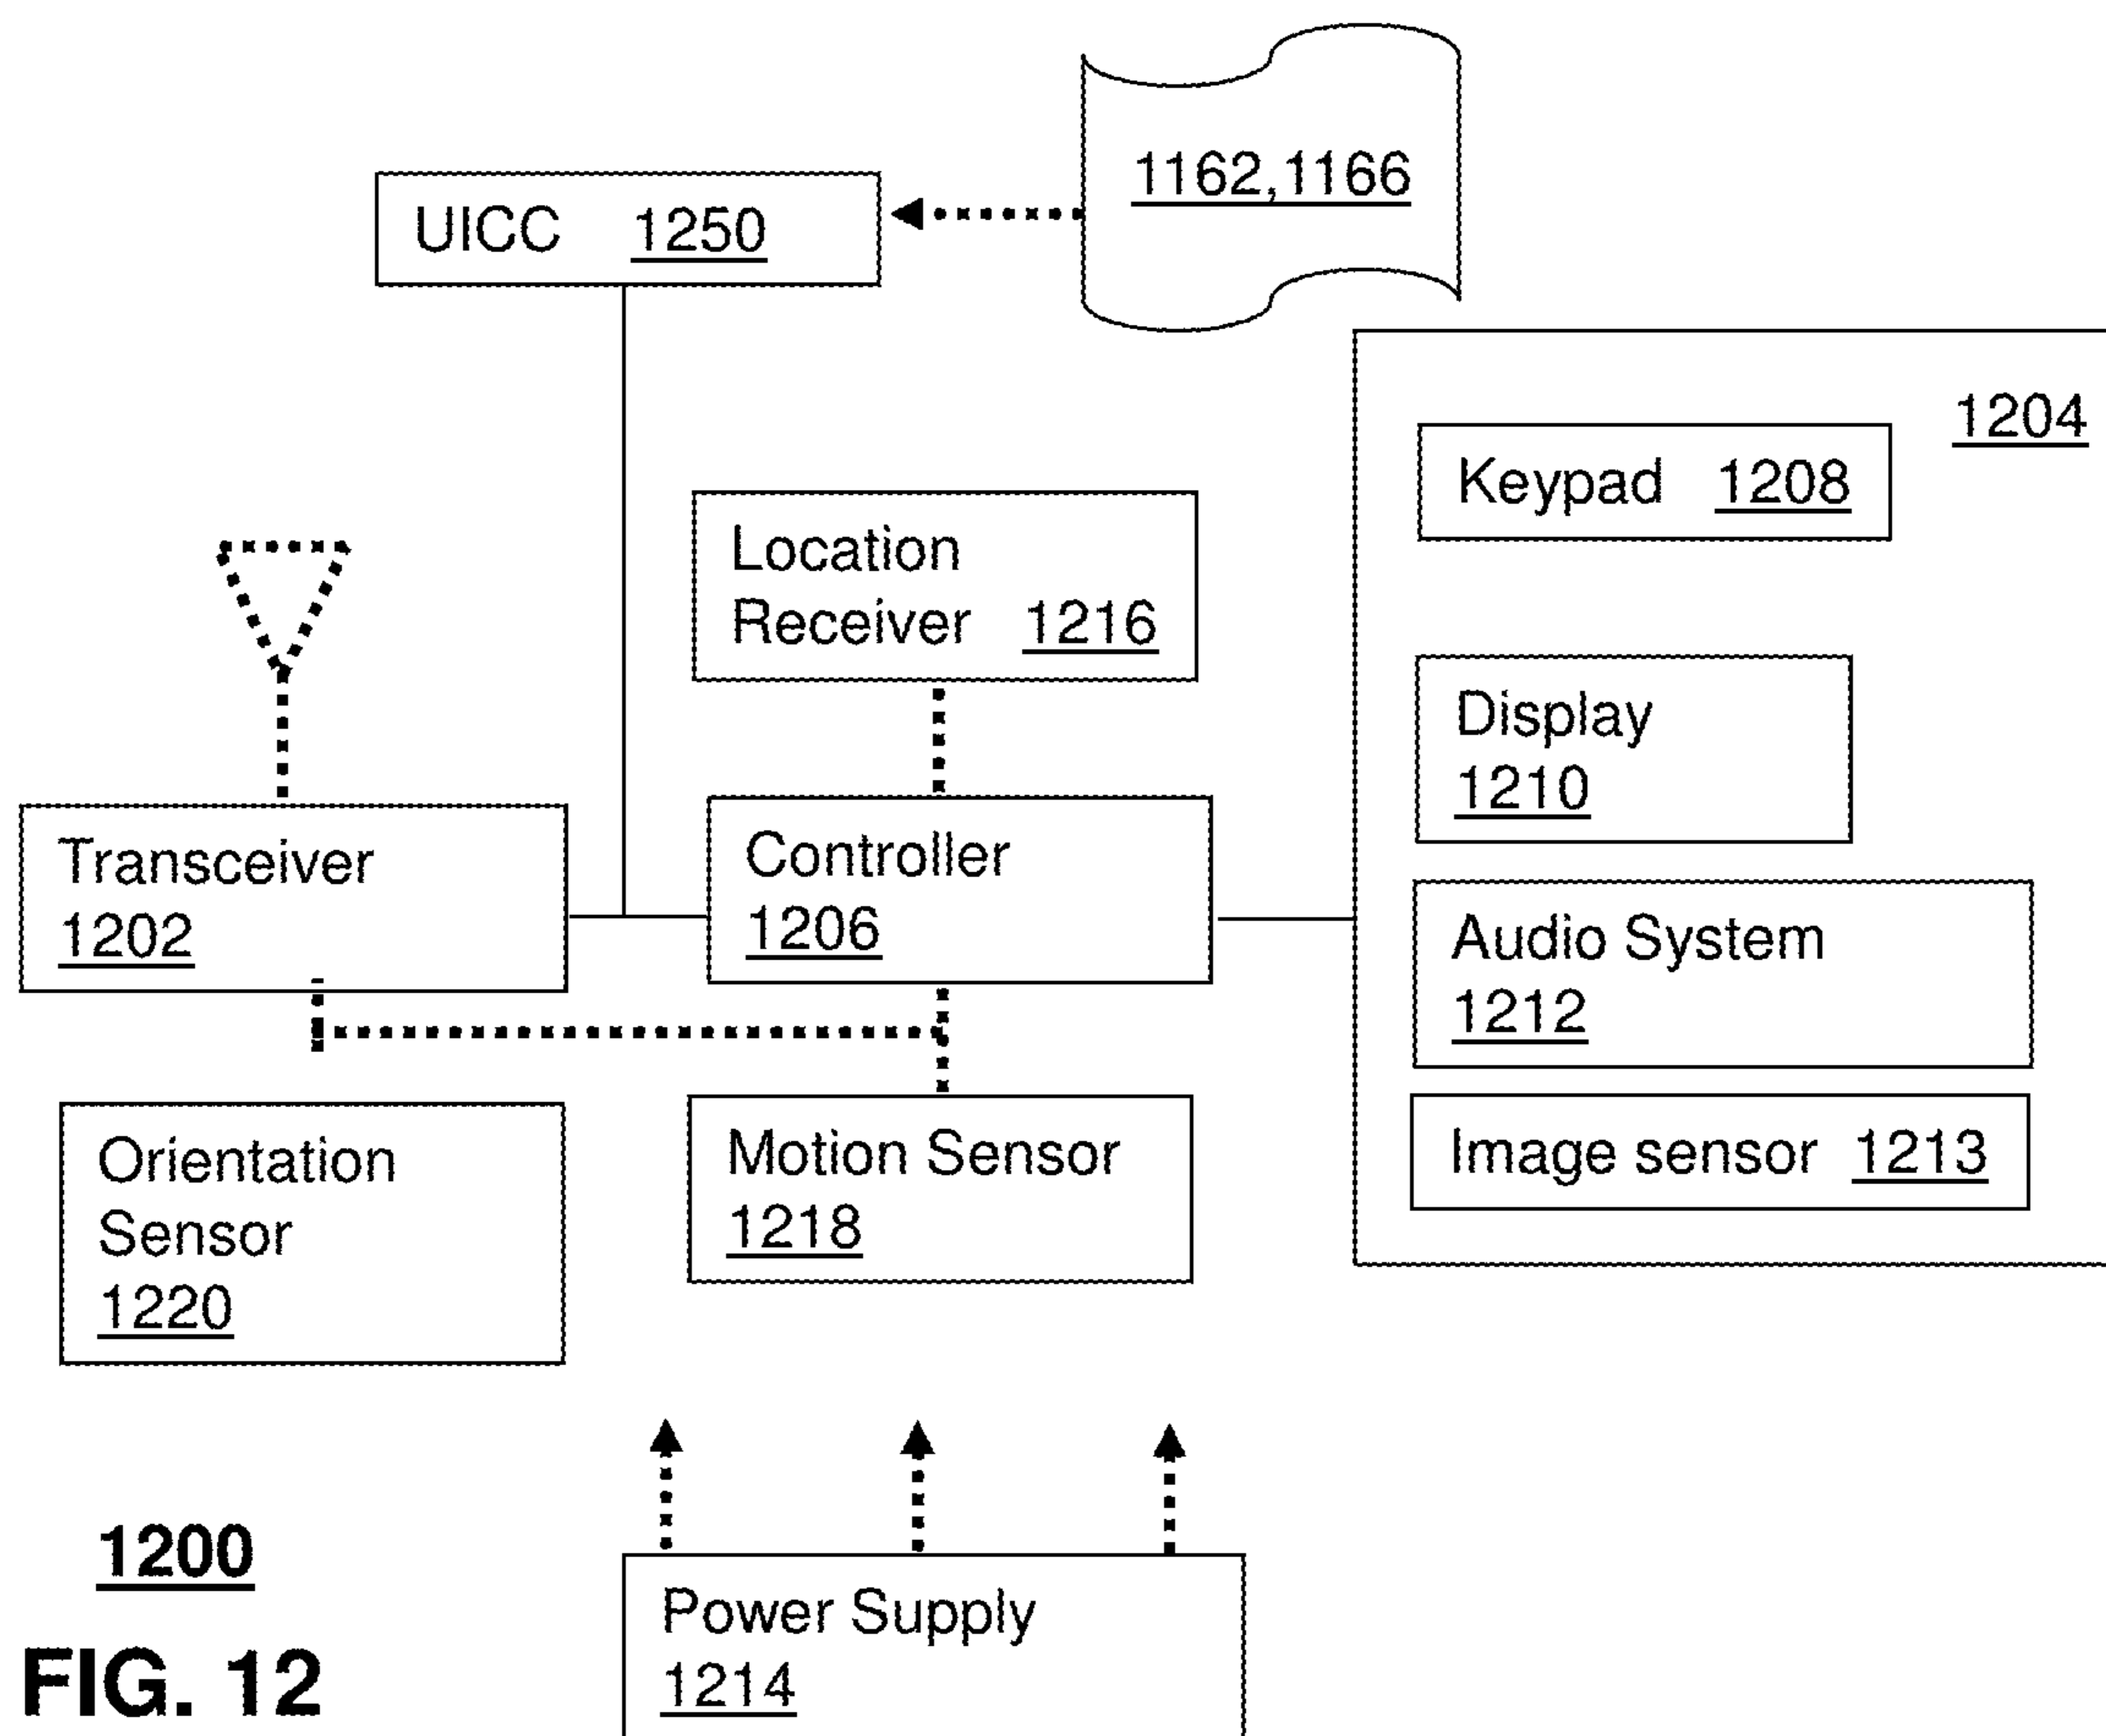 1162,1166
UICC 1250
1204
Keypad 1208
Location
Receiver 1216
Display
1210
Transceiver
1202
Controller
1206
Audio System
1212
Orientation
Sensor
1220
Motion Sensor
1218
Image sensor 1213
1200
FIG. 12
Power Supply
1214